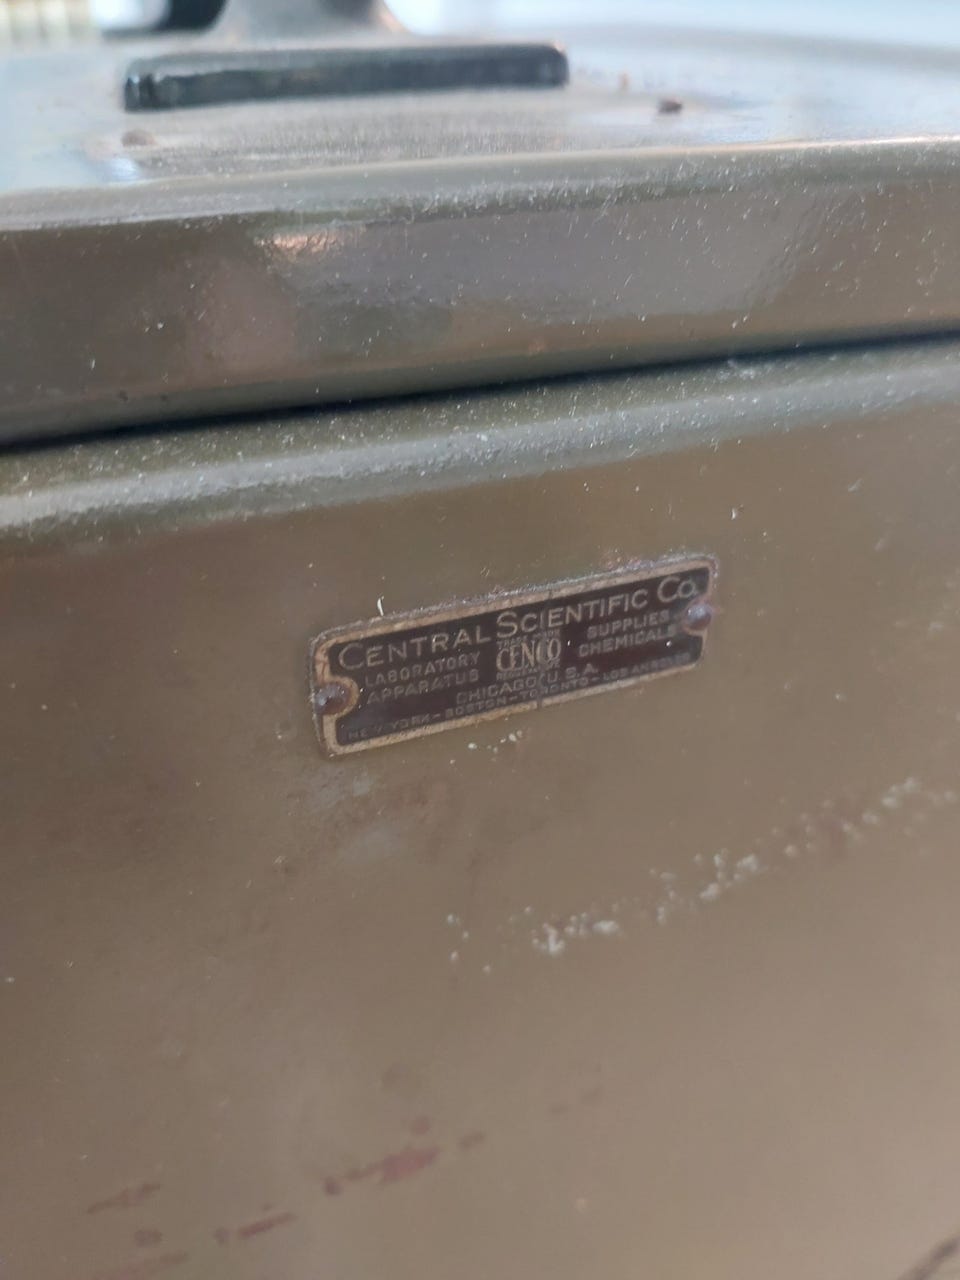 CENTRAL SCIENTIFIC CO.
LABORATORY APPARATUS
TRADE MARK
CENCO
REGISTERED
SUPPLIES CHEMICALS
CHICAGO U.S.A.
NEW YORK-BOSTON-TORONTO-LOS ANGELES